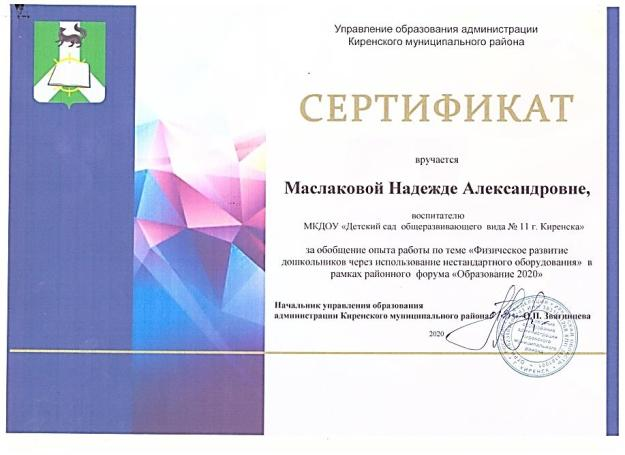 Управление образования администрации
Киренского муниципального района
СЕРТИФИКАТ
вручается
Маслаковой Надежде Александровне,
воспитателю
МКДОУ «Детский сад общеразвивающего вида № 11 г. Киренска»
за обобщение опыта работы по теме «Физическое развитие
дошкольников через использование нестандартного оборудования» в
рамках районного форума «Образование 2020»
Начальник управления образования
администрации Киренского муниципального района О.П. Звягинцева
2020